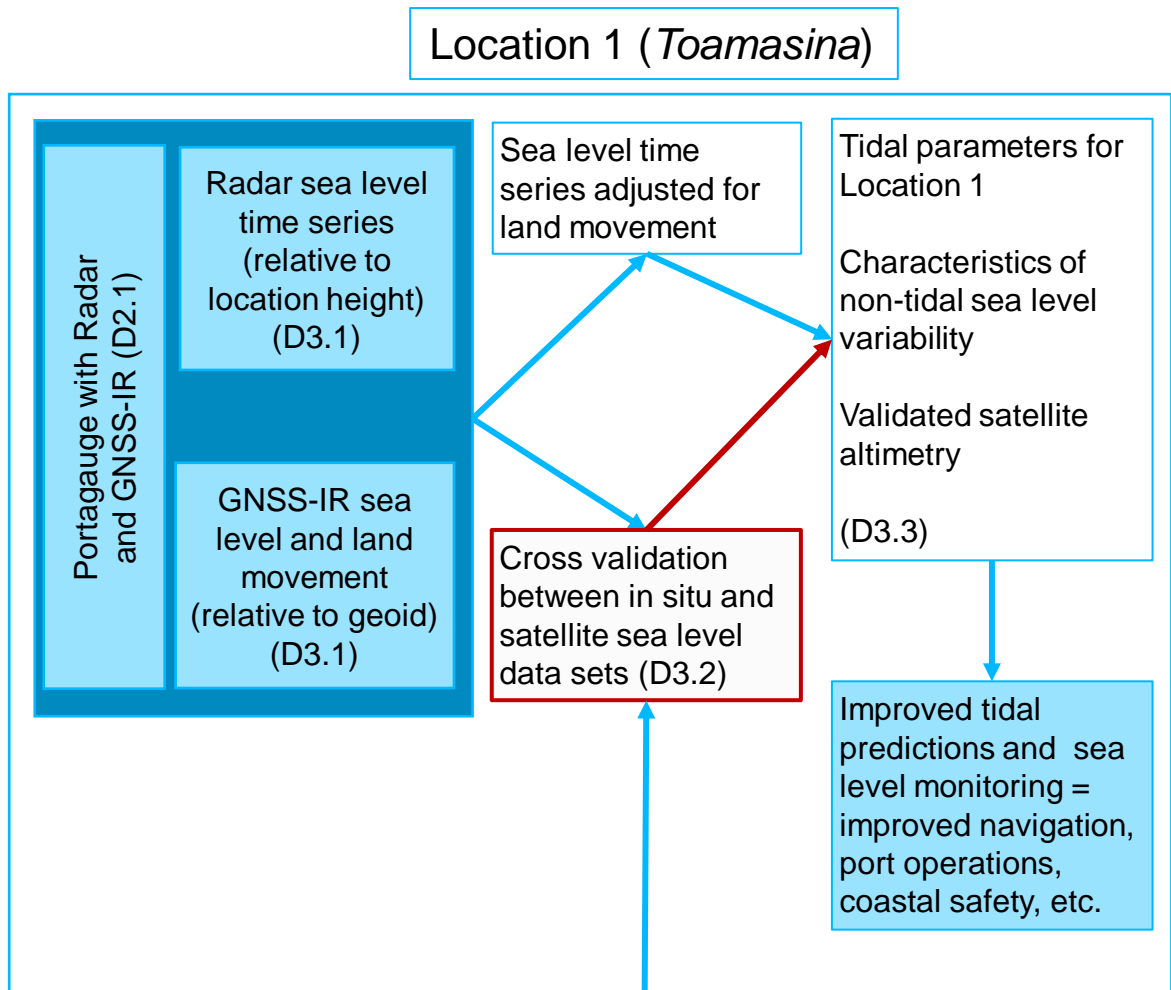 Location 1 (Toamasina)
Portagauge with Radar
and GNSS-IR (D2.1)
Radar sea level
time series
(relative to
location height)
(D3.1)
GNSS-IR sea
level and land
movement
(relative to geoid)
(D3.1)
Sea level time
series adjusted for
land movement
Cross validation
between in situ and
satellite sea level
data sets (D3.2)
Tidal parameters for
Location 1
Characteristics of
non-tidal sea level
variability
Validated satellite
altimetry
(D3.3)
Improved tidal
predictions and  sea
level monitoring =
improved navigation,
port operations,
coastal safety, etc.